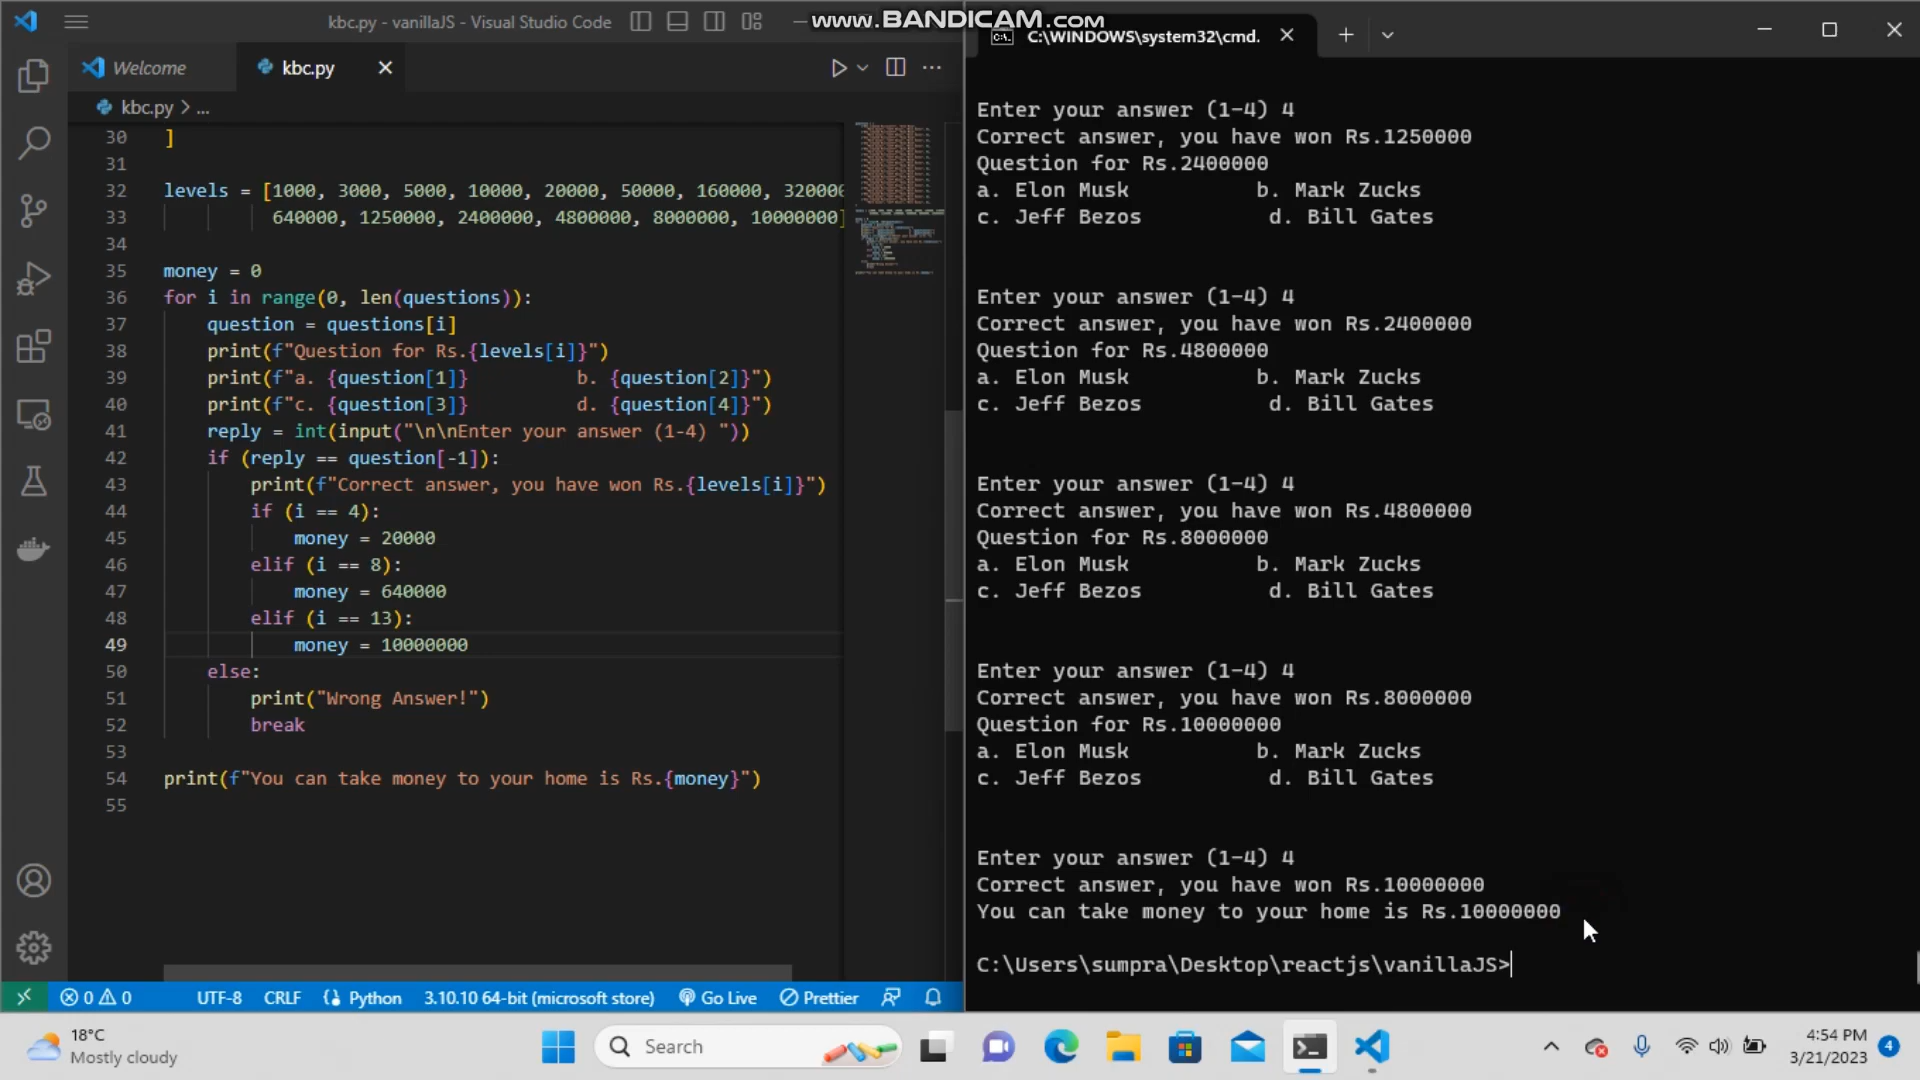 kbc.py - vanillaJS - Visual Studio Code
www.BANDICAM.com
C:\WINDOWS\system32\cmd.
Welcome
kbc.py
kbc.py > ...
30 ]
31
32 levels = [1000, 3000, 5000, 10000, 20000, 50000, 160000, 320000
33 640000, 1250000, 2400000, 4800000, 8000000, 10000000]
34
35 money = 0
36 for i in range(0, len(questions)):
37 question = questions[i]
38 print(f"Question for Rs.{levels[i]}")
39 print(f"a. {question[1]}          b. {question[2]}")
40 print(f"c. {question[3]}          d. {question[4]}")
41 reply = int(input("\n\nEnter your answer (1-4) "))
42 if (reply == question[-1]):
43 print(f"Correct answer, you have won Rs.{levels[i]}")
44 if (i == 4):
45 money = 20000
46 elif (i == 8):
47 money = 640000
48 elif (i == 13):
49 money = 10000000
50 else:
51 print("Wrong Answer!")
52 break
53
54 print(f"You can take money to your home is Rs.{money}")
55
UTF-8 CRLF Python 3.10.10 64-bit (microsoft store) Go Live Prettier
0 0
Enter your answer (1-4) 4
Correct answer, you have won Rs.1250000
Question for Rs.2400000
a. Elon Musk          b. Mark Zucks
c. Jeff Bezos          d. Bill Gates
Enter your answer (1-4) 4
Correct answer, you have won Rs.2400000
Question for Rs.4800000
a. Elon Musk          b. Mark Zucks
c. Jeff Bezos          d. Bill Gates
Enter your answer (1-4) 4
Correct answer, you have won Rs.4800000
Question for Rs.8000000
a. Elon Musk          b. Mark Zucks
c. Jeff Bezos          d. Bill Gates
Enter your answer (1-4) 4
Correct answer, you have won Rs.8000000
Question for Rs.10000000
a. Elon Musk          b. Mark Zucks
c. Jeff Bezos          d. Bill Gates
Enter your answer (1-4) 4
Correct answer, you have won Rs.10000000
You can take money to your home is Rs.10000000
C:\Users\sumpra\Desktop\reactjs\vanillaJS>
18°C
Mostly cloudy
Search
4:54 PM
3/21/2023
4